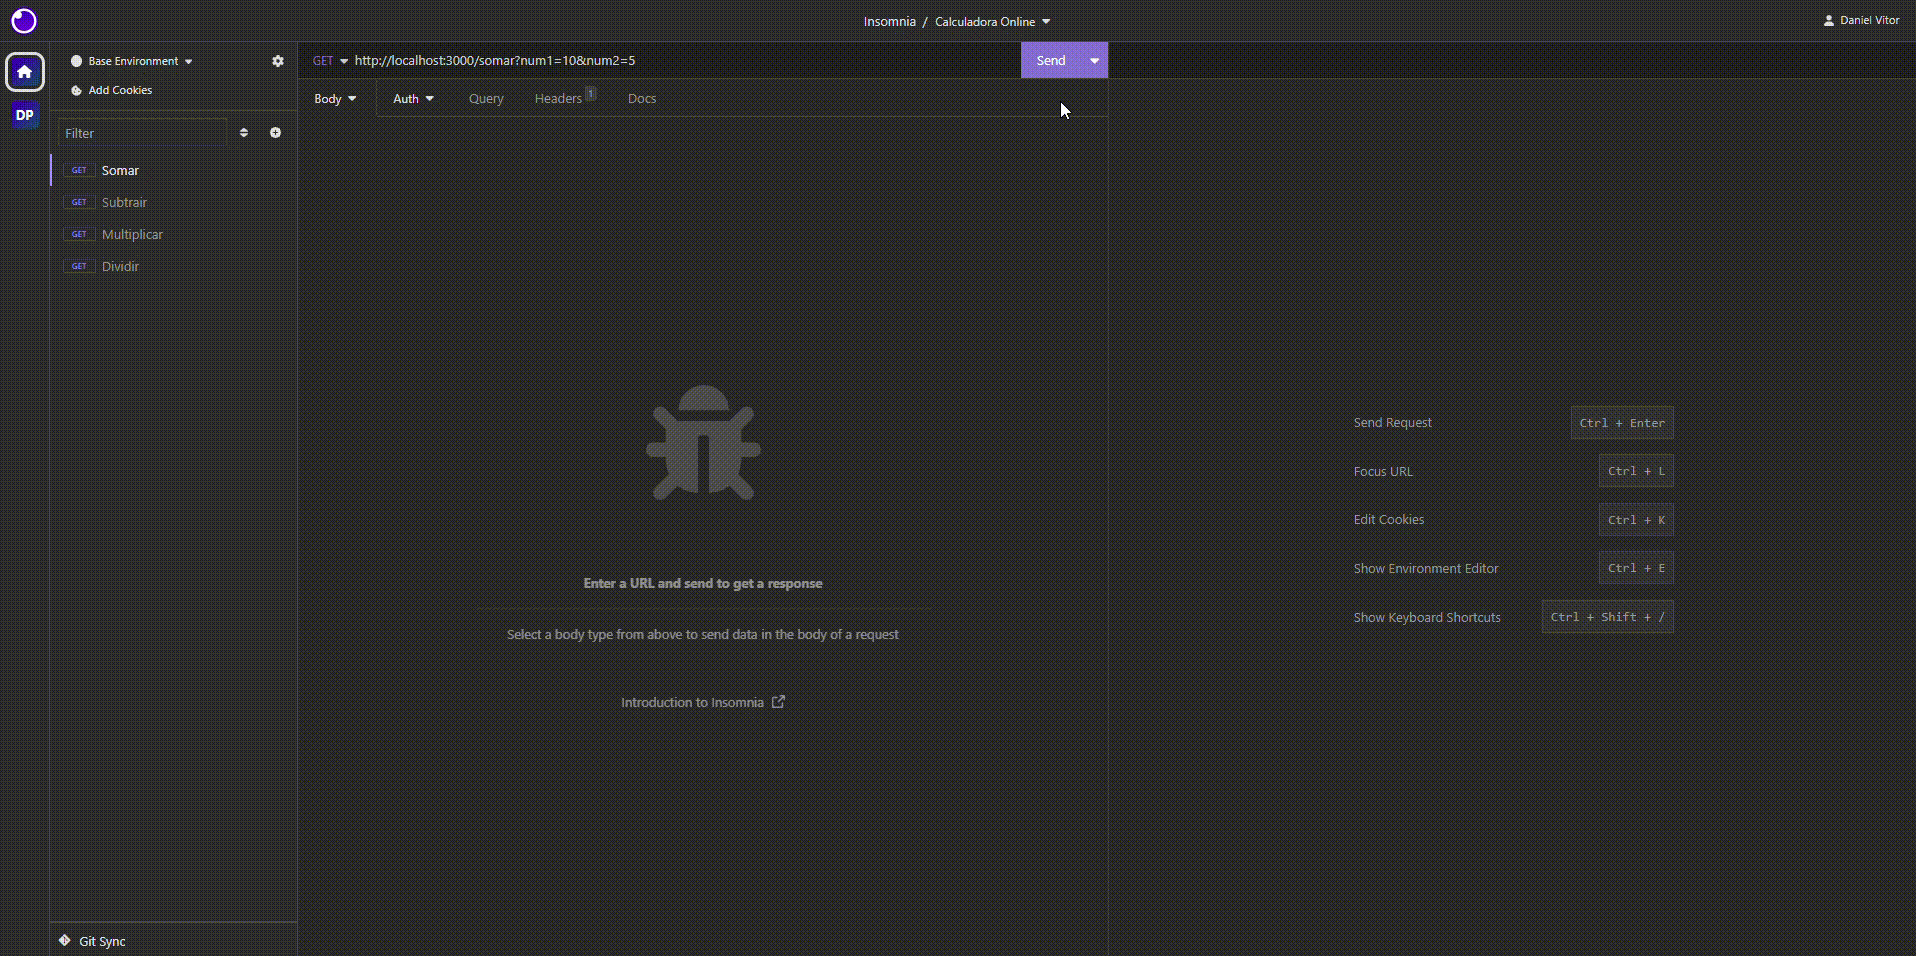 Insomnia / Calculadora Online
Daniel Vitor
DP
Base Environment
Add Cookies
Filter
GET Somar
GET Subtrair
GET Multiplicar
GET Dividir
Git Sync
GET http://localhost:3000/somar?num1=10&num2=5
Send
Body Auth Query Headers 1 Docs
Enter a URL and send to get a response
Select a body type from above to send data in the body of a request
Introduction to Insomnia
Send Request Ctrl + Enter
Focus URL Ctrl + L
Edit Cookies Ctrl + K
Show Environment Editor Ctrl + E
Show Keyboard Shortcuts Ctrl + Shift + /